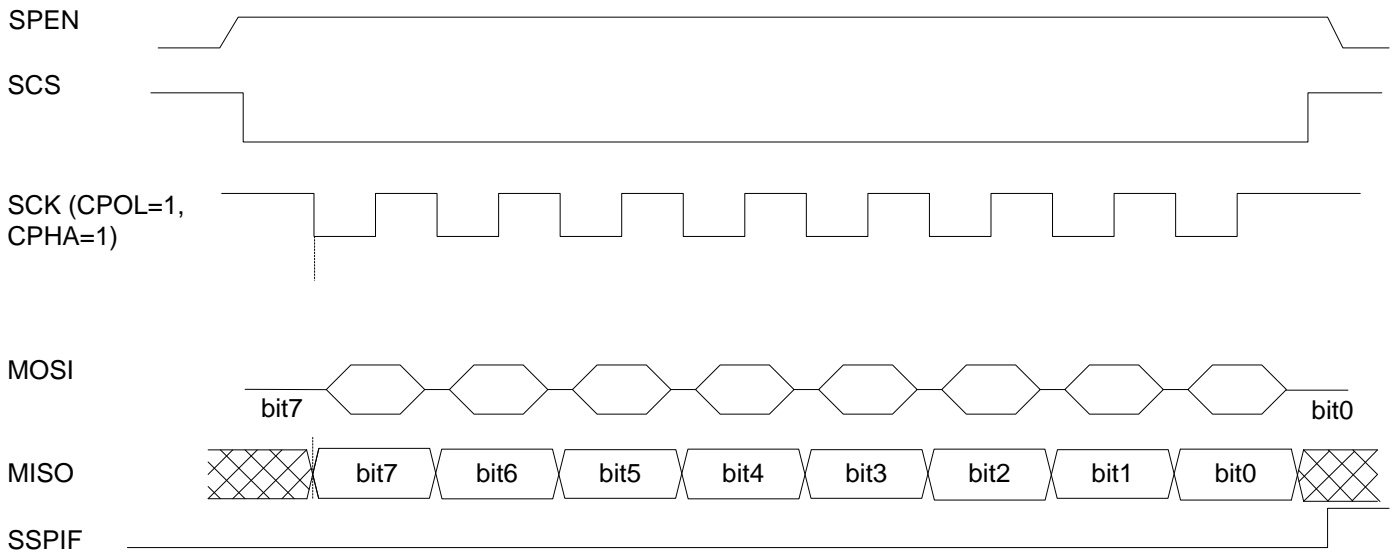 SPEN
SCS
SCK (CPOL=1,
CPHA=1)
MOSI
bit7
bit0
MISO
bit7 bit6 bit5 bit4 bit3 bit2 bit1 bit0
SSPIF